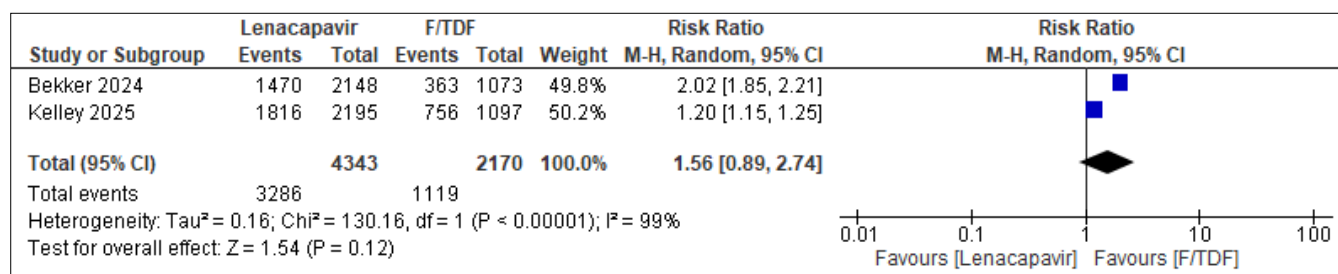 Lenacapavir F/TDF Risk Ratio Risk Ratio
Study or Subgroup Events Total Events Total Weight M-H, Random, 95% CI M-H, Random, 95% CI
Bekker 2024 1470 2148 363 1073 49.8% 2.02 [1.85, 2.21]
Kelley 2025 1816 2195 756 1097 50.2% 1.20 [1.15, 1.25]
Total (95% CI) 4343 2170 100.0% 1.56 [0.89, 2.74]
Total events 3286 1119
Heterogeneity: Tau² = 0.16; Chi² = 130.16, df = 1 (P < 0.00001); I² = 99%
Test for overall effect: Z = 1.54 (P = 0.12)
0.01 0.1 1 10 100
Favours [Lenacapavir] Favours [F/TDF]